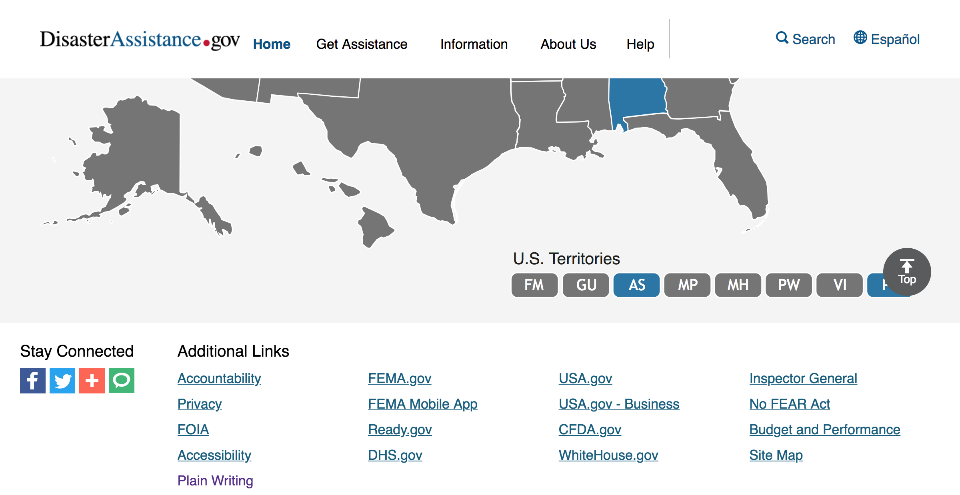 DisasterAssistance.gov Home Get Assistance Information About Us Help Search Español
U.S. Territories
FM GU AS MP MH PW VI
Top
Stay Connected
Additional Links
Accountability FEMA.gov USA.gov Inspector General
Privacy FEMA Mobile App USA.gov - Business No FEAR Act
FOIA Ready.gov CFDA.gov Budget and Performance
Accessibility DHS.gov WhiteHouse.gov Site Map
Plain Writing